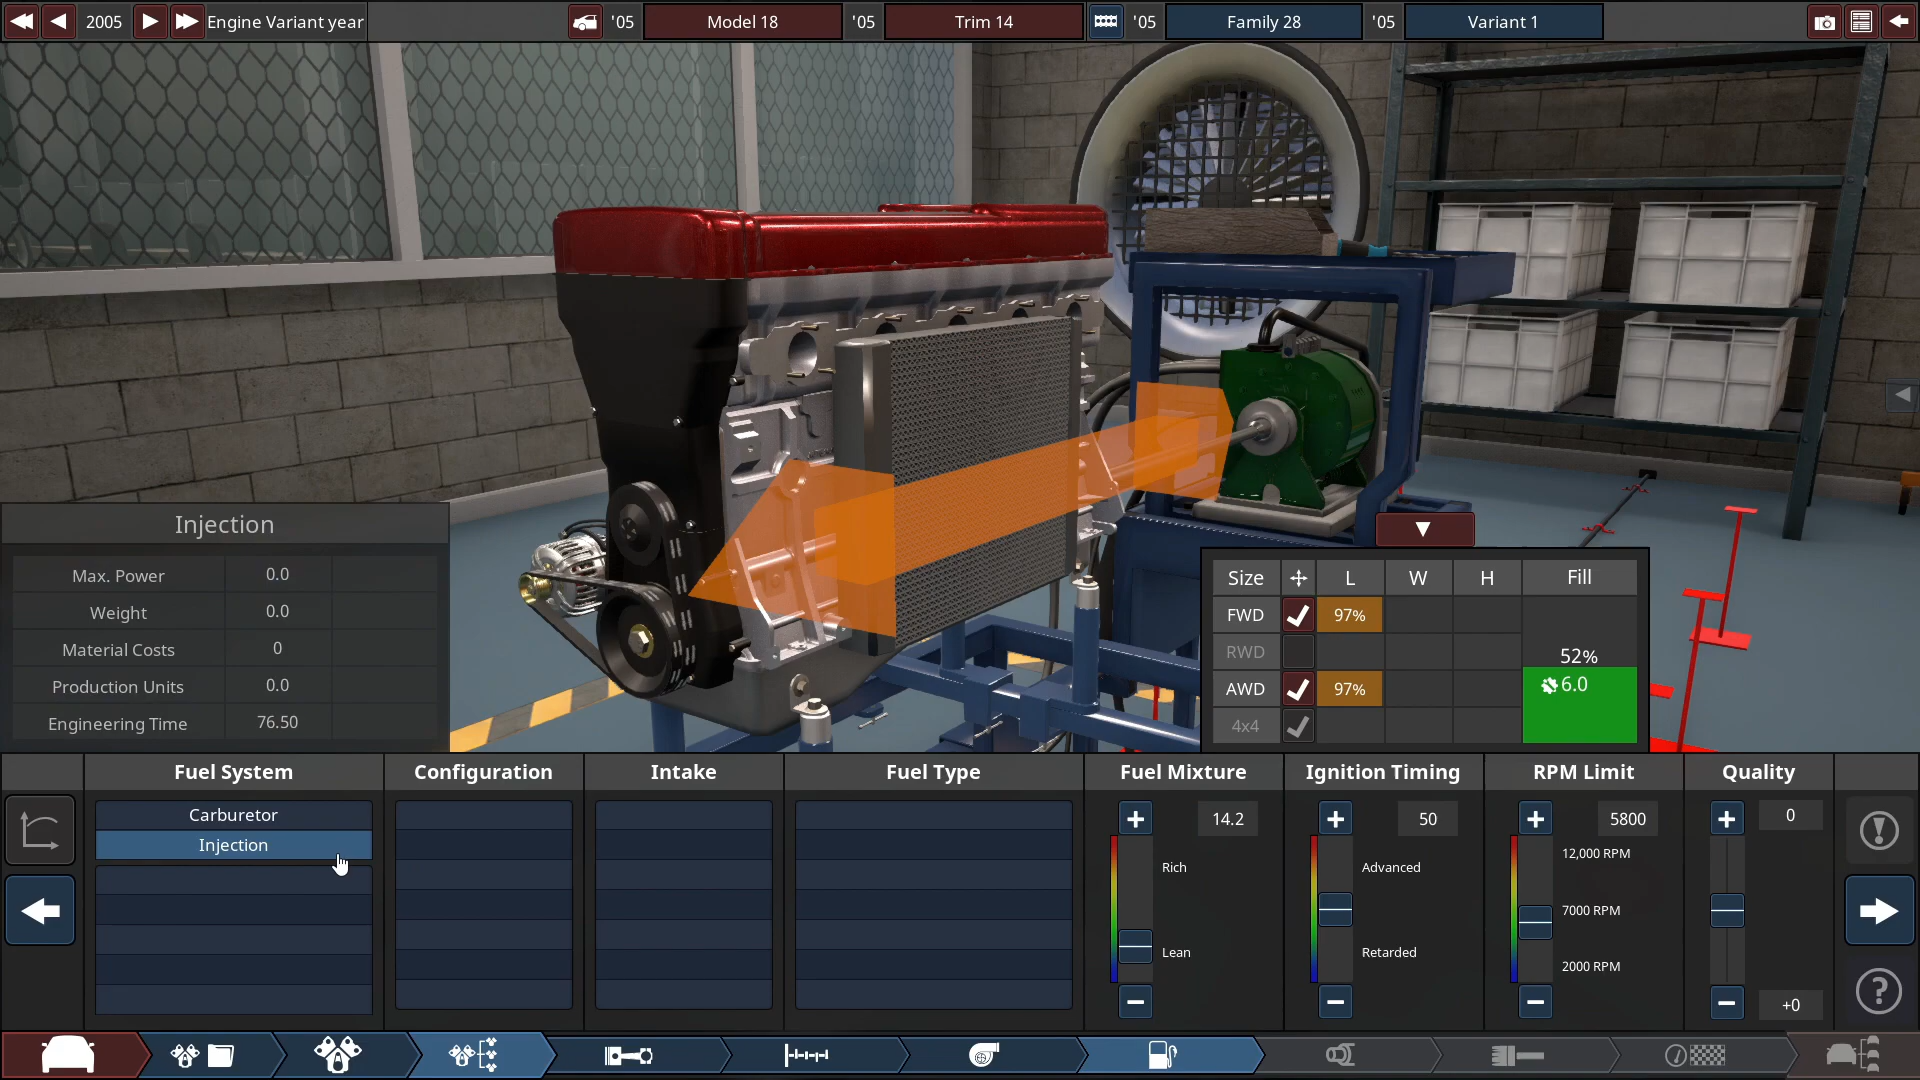 2005 Engine Variant year '05 Model 18 '05 Trim 14 '05 Family 28 '05 Variant 1
Injection
Max. Power 0.0
Weight 0.0
Material Costs 0
Production Units 0.0
Engineering Time 76.50
Size L W H Fill
FWD 97%
RWD
AWD 97%
4x4
52%
6.0
Fuel System
Carburetor
Injection
Configuration
Intake
Fuel Type
Fuel Mixture
14.2
Rich
Lean
Ignition Timing
50
Advanced
Retarded
RPM Limit
5800
12,000 RPM
7000 RPM
2000 RPM
Quality
0
+0